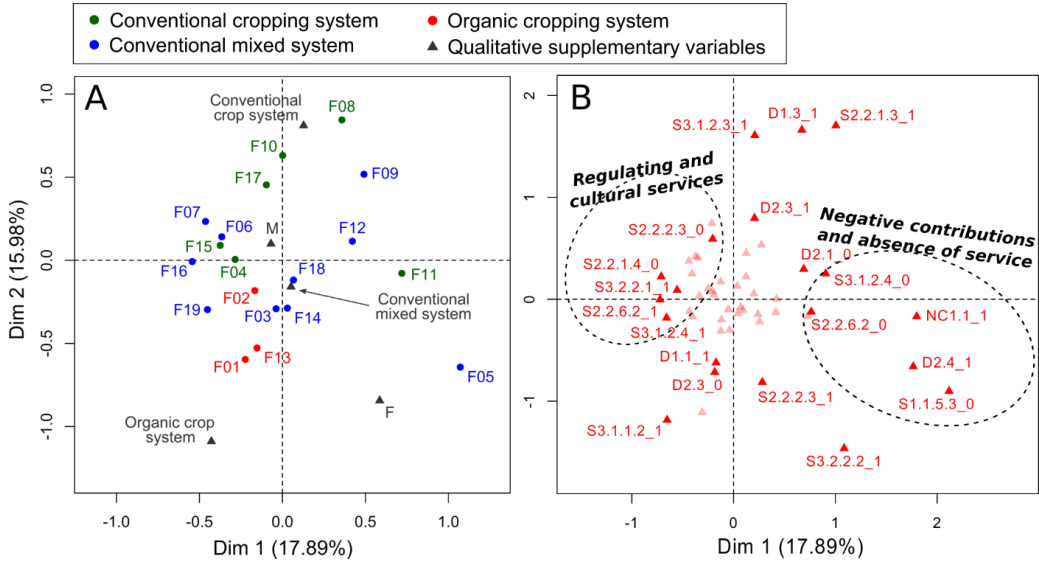 Conventional cropping system
Organic cropping system
Conventional mixed system
Qualitative supplementary variables
A
Conventional
crop system
F08
F10
F17
F09
F07
F06
M
F12
F15
F16
F04
F18
F11
F02
F19
F03
F14
Conventional
mixed system
F01
F13
F05
F
Organic crop
system
1.0
0.5
0.0
-0.5
-1.0
Dim 2 (15.98%)
-1.0
-0.5
0.0
0.5
1.0
Dim 1 (17.89%)
B
S3.1.2.3_1
D1.3_1
S2.2.1.3_1
Regulating and
cultural services
D2.3_1
Negative contributions
and absence of service
S2.2.2.3_0
D2.1_0
S2.2.1.4_0
S3.1.2.4_0
S3.2.2.1_1
S2.2.6.2_1
S2.2.6.2_0
NC1.1_1
S3.1.2.4_1
D1.1_1
D2.4_1
D2.3_0
S2.2.2.3_1
S1.1.5.3_0
S3.1.1.2_1
S3.2.2.2_1
2
1
0
-1
-1
0
1
2
Dim 1 (17.89%)